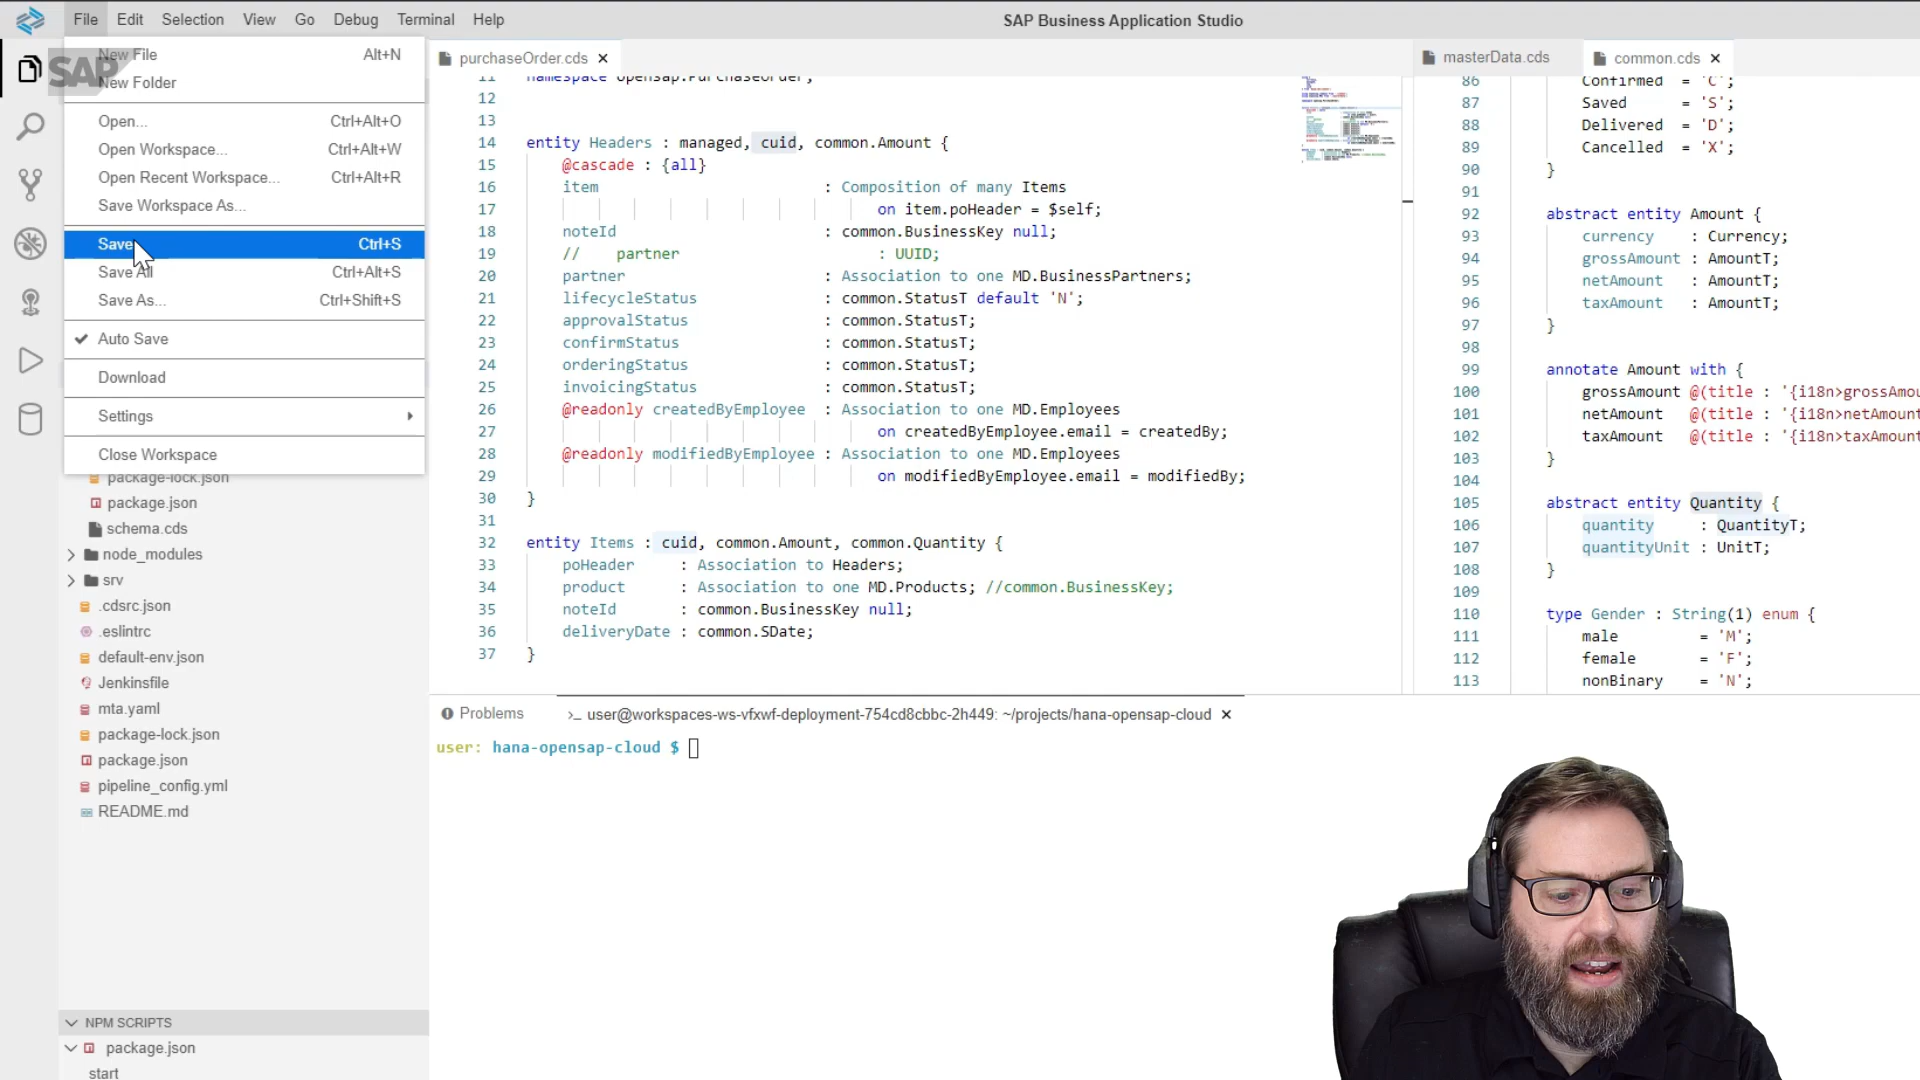 File Edit Selection View Go Debug Terminal Help
SAP Business Application Studio
SAP
New File Alt+N
New Folder
Open... Ctrl+Alt+O
Open Workspace... Ctrl+Alt+W
Open Recent Workspace... Ctrl+Alt+R
Save Workspace As...
Save Ctrl+S
Save All Ctrl+Alt+S
Save As... Ctrl+Shift+S
Auto Save
Download
Settings
Close Workspace
package-lock.json
package.json
schema.cds
node_modules
srv
.cdsrc.json
.eslintrc
default-env.json
Jenkinsfile
mta.yaml
package-lock.json
package.json
pipeline_config.yml
README.md
NPM SCRIPTS
package.json
start
purchaseOrder.cds
11 namespace opensap.PurchaseOrder;
12
13
14 entity Headers : managed, cuid, common.Amount {
15 @cascade : {all}
16 item : Composition of many Items
17 on item.poHeader = $self;
18 noteId : common.BusinessKey null;
19 // partner : UUID;
20 partner : Association to one MD.BusinessPartners;
21 lifecycleStatus : common.StatusT default 'N';
22 approvalStatus : common.StatusT;
23 confirmStatus : common.StatusT;
24 orderingStatus : common.StatusT;
25 invoicingStatus : common.StatusT;
26 @readonly createdByEmployee : Association to one MD.Employees
27 on createdByEmployee.email = createdBy;
28 @readonly modifiedByEmployee : Association to one MD.Employees
29 on modifiedByEmployee.email = modifiedBy;
30 }
31
32 entity Items : cuid, common.Amount, common.Quantity {
33 poHeader : Association to Headers;
34 product : Association to one MD.Products; //common.BusinessKey;
35 noteId : common.BusinessKey null;
36 deliveryDate : common.SDate;
37 }
masterData.cds common.cds
86 Confirmed = 'C';
87 Saved = 'S';
88 Delivered = 'D';
89 Cancelled = 'X';
90 }
91
92 abstract entity Amount {
93 currency : Currency;
94 grossAmount : AmountT;
95 netAmount : AmountT;
96 taxAmount : AmountT;
97 }
98
99 annotate Amount with {
100 grossAmount @(title : '{i18n>grossAmou
101 netAmount @(title : '{i18n>netAmount
102 taxAmount @(title : '{i18n>taxAmount
103 }
104
105 abstract entity Quantity {
106 quantity : QuantityT;
107 quantityUnit : UnitT;
108 }
109
110 type Gender : String(1) enum {
111 male = 'M';
112 female = 'F';
113 nonBinary = 'N';
Problems >_ user@workspaces-ws-vfxwf-deployment-754cd8cbbc-2h449: ~/projects/hana-opensap-cloud
user: hana-opensap-cloud $